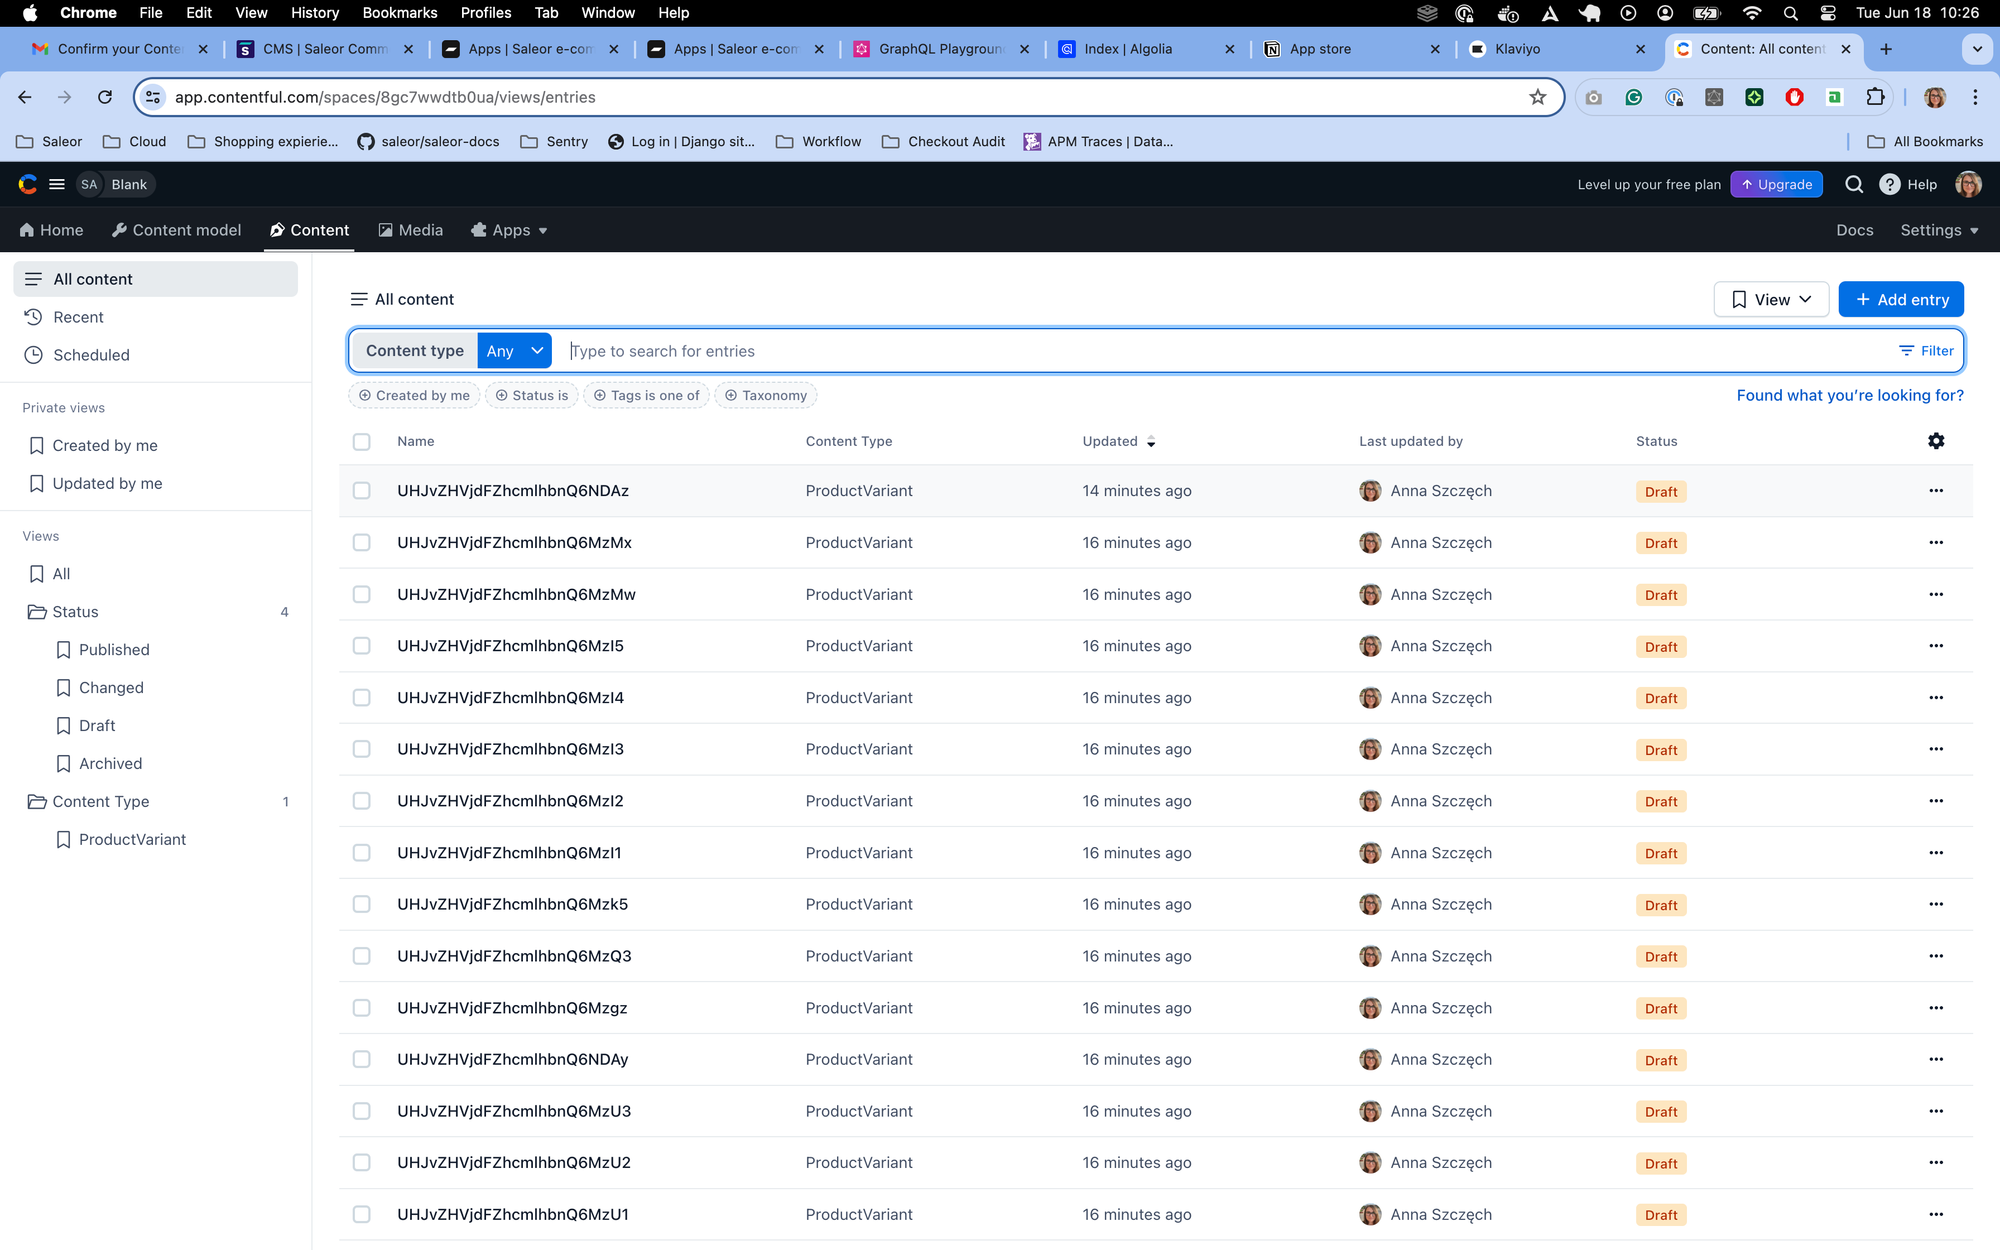 Chrome File Edit View History Bookmarks Profiles Tab Window Help Tue Jun 18 10:26
Confirm your Conte CMS | Saleor Comm Apps | Saleor e-com Apps | Saleor e-com GraphQL Playgroun Index | Algolia App store Klaviyo Content: All content
app.contentful.com/spaces/8gc7wwdtb0ua/views/entries
Saleor Cloud Shopping expierie... saleor/saleor-docs Sentry Log in | Django sit... Workflow Checkout Audit APM Traces | Data... All Bookmarks
SA Blank Level up your free plan Upgrade Help
Home Content model Content Media Apps Docs Settings
All content
Recent
Scheduled
Private views
Created by me
Updated by me
Views
All
Status 4
Published
Changed
Draft
Archived
Content Type 1
ProductVariant
All content View Add entry
Content type Any Type to search for entries Filter
Created by me Status is Tags is one of Taxonomy Found what you're looking for?
Name Content Type Updated Last updated by Status
UHJvZHVjdFZhcmlhbnQ6NDAz ProductVariant 14 minutes ago Anna Szczęch Draft
UHJvZHVjdFZhcmlhbnQ6MzMx ProductVariant 16 minutes ago Anna Szczęch Draft
UHJvZHVjdFZhcmlhbnQ6MzMw ProductVariant 16 minutes ago Anna Szczęch Draft
UHJvZHVjdFZhcmlhbnQ6MzI5 ProductVariant 16 minutes ago Anna Szczęch Draft
UHJvZHVjdFZhcmlhbnQ6MzI4 ProductVariant 16 minutes ago Anna Szczęch Draft
UHJvZHVjdFZhcmlhbnQ6MzI3 ProductVariant 16 minutes ago Anna Szczęch Draft
UHJvZHVjdFZhcmlhbnQ6MzI2 ProductVariant 16 minutes ago Anna Szczęch Draft
UHJvZHVjdFZhcmlhbnQ6MzI1 ProductVariant 16 minutes ago Anna Szczęch Draft
UHJvZHVjdFZhcmlhbnQ6Mzk5 ProductVariant 16 minutes ago Anna Szczęch Draft
UHJvZHVjdFZhcmlhbnQ6MzQ3 ProductVariant 16 minutes ago Anna Szczęch Draft
UHJvZHVjdFZhcmlhbnQ6Mzgz ProductVariant 16 minutes ago Anna Szczęch Draft
UHJvZHVjdFZhcmlhbnQ6NDAy ProductVariant 16 minutes ago Anna Szczęch Draft
UHJvZHVjdFZhcmlhbnQ6MzU3 ProductVariant 16 minutes ago Anna Szczęch Draft
UHJvZHVjdFZhcmlhbnQ6MzU2 ProductVariant 16 minutes ago Anna Szczęch Draft
UHJvZHVjdFZhcmlhbnQ6MzU1 ProductVariant 16 minutes ago Anna Szczęch Draft